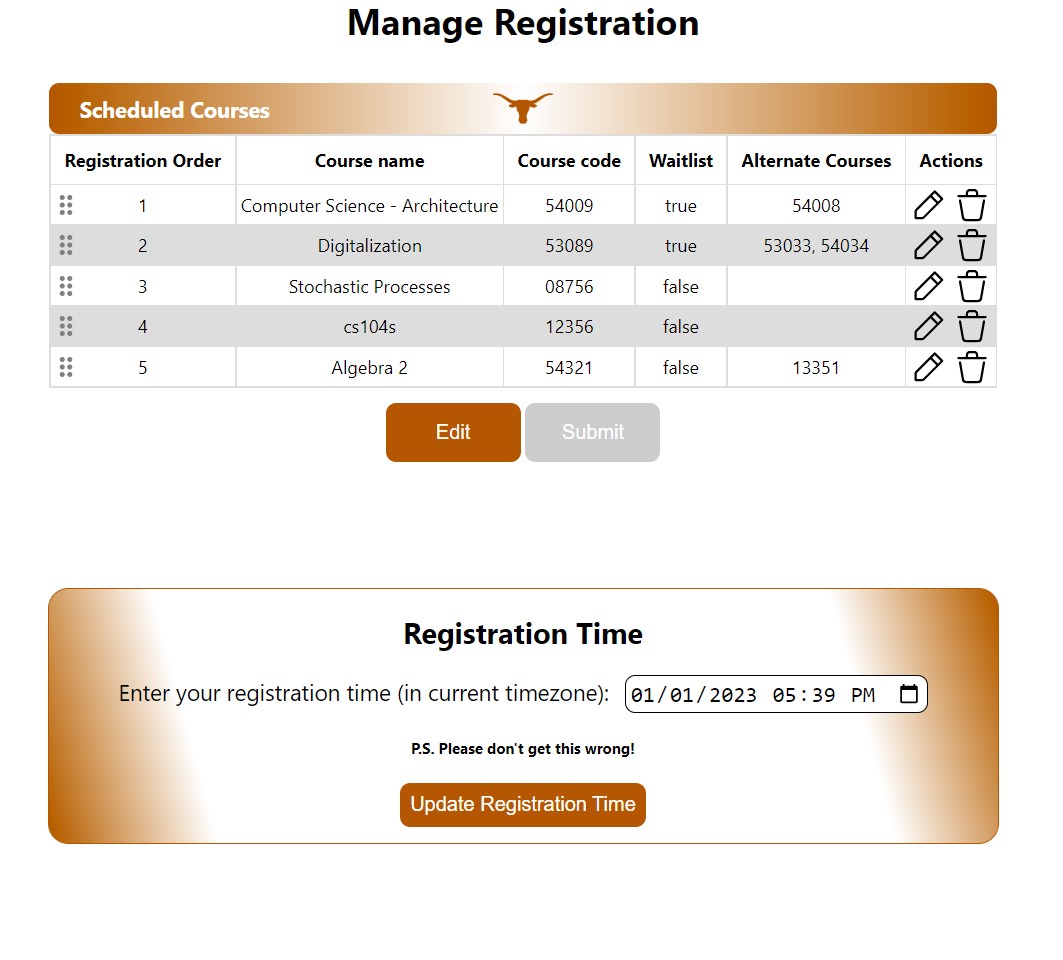 Manage Registration
Scheduled Courses
Registration Order Course name Course code Waitlist Alternate Courses Actions
1 Computer Science - Architecture 54009 true 54008
2 Digitalization 53089 true 53033, 54034
3 Stochastic Processes 08756 false
4 cs104s 12356 false
5 Algebra 2 54321 false 13351
Edit Submit
Registration Time
Enter your registration time (in current timezone): 01/01/2023 05:39 PM
P.S. Please don't get this wrong!
Update Registration Time